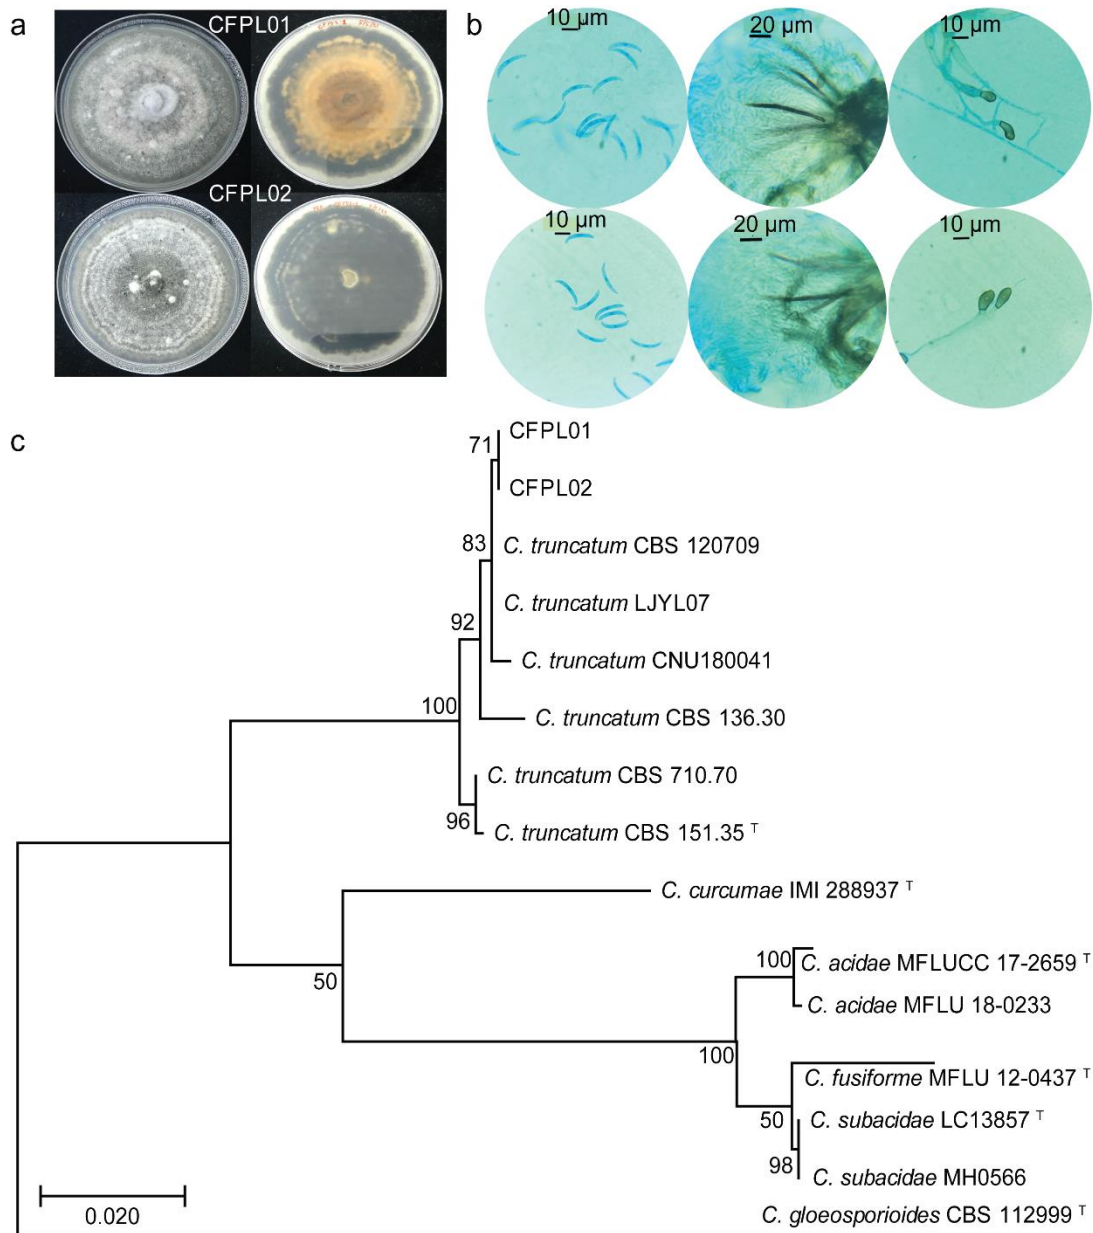 a
CFPL01
CFPL02
b
10 µm
20 µm
10 µm
10 µm
20 µm
10 µm
c
71
CFPL01
CFPL02
83
C. truncatum CBS 120709
C. truncatum LJYL07
92
C. truncatum CNU180041
100
C. truncatum CBS 136.30
C. truncatum CBS 710.70
96
C. truncatum CBS 151.35 T
C. curcumae IMI 288937 T
50
100
C. acidae MFLUCC 17-2659 T
C. acidae MFLU 18-0233
100
C. fusiforme MFLU 12-0437 T
50
C. subacidae LC13857 T
98
C. subacidae MH0566
0.020
C. gloeosporioides CBS 112999 T